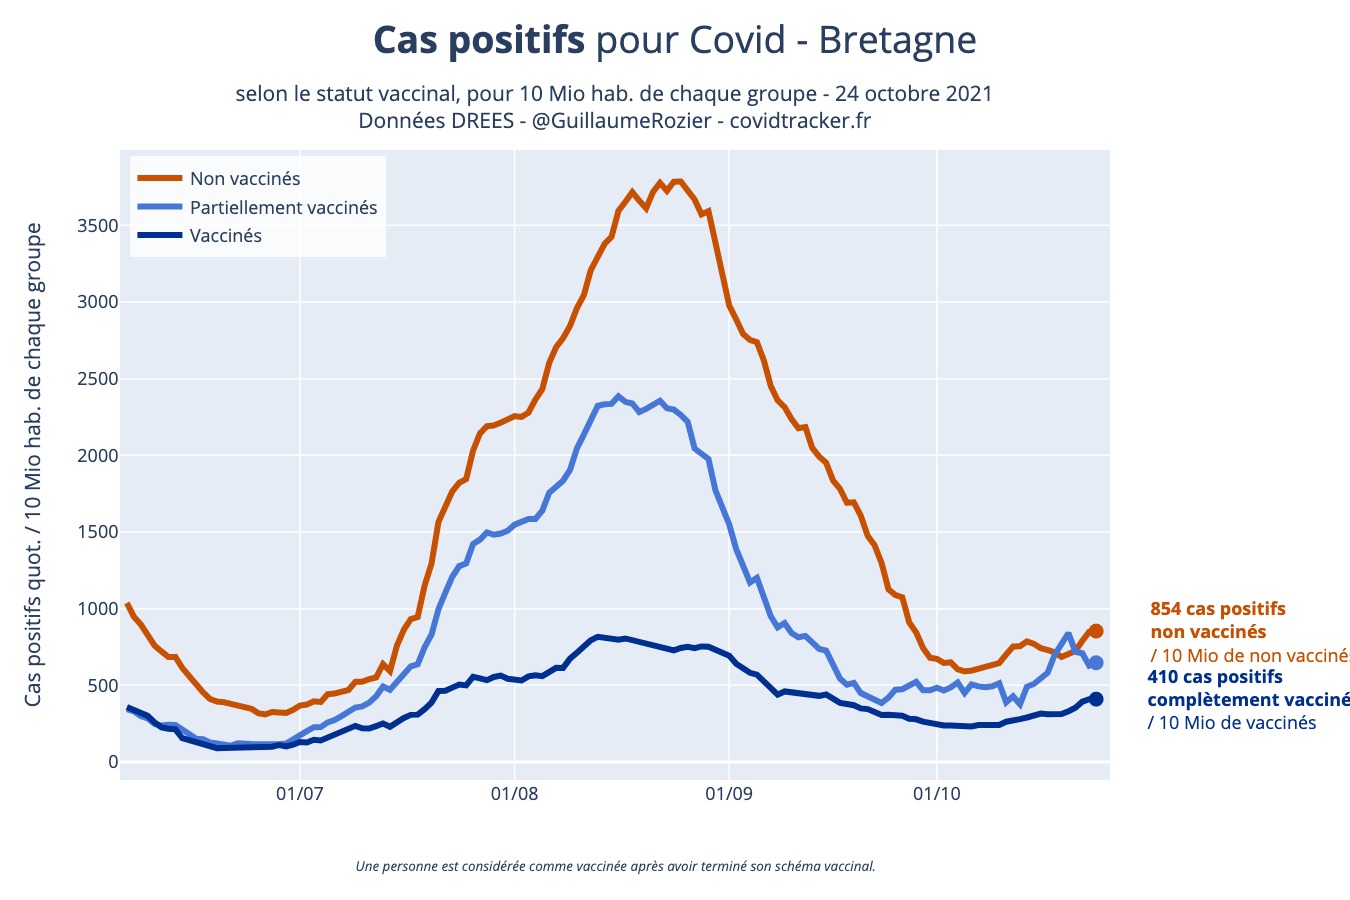 Cas positifs pour Covid - Bretagne
selon le statut vaccinal, pour 10 Mio hab. de chaque groupe - 24 octobre 2021
Données DREES - @GuillaumeRozier - covidtracker.fr
Non vaccinés
Partiellement vaccinés
Vaccinés
Cas positifs quot. / 10 Mio hab. de chaque groupe
3500
3000
2500
2000
1500
1000
500
0
01/07
01/08
01/09
01/10
854 cas positifs
non vaccinés
/ 10 Mio de non vacciné
410 cas positifs
complètement vacciné
/ 10 Mio de vaccinés
Une personne est considérée comme vaccinée après avoir terminé son schéma vaccinal.